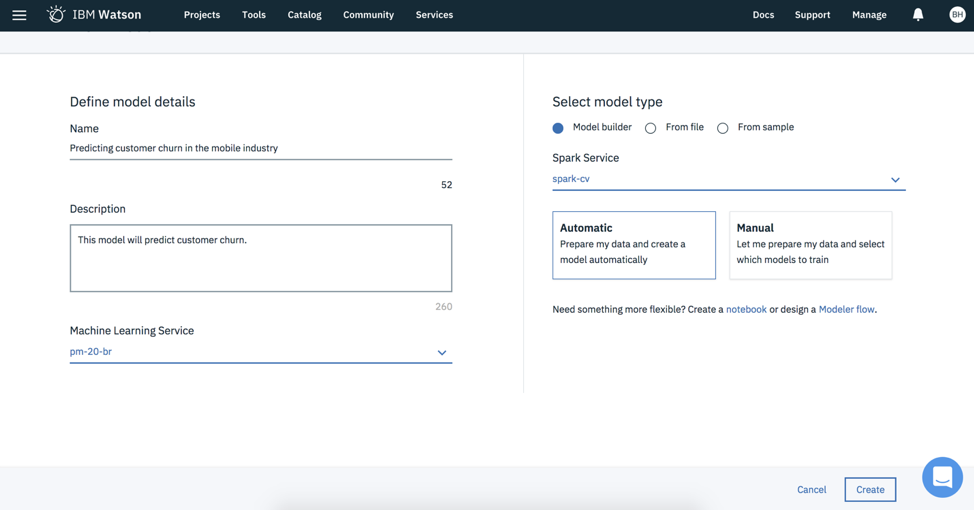 IBM Watson
Projects
Tools
Catalog
Community
Services
Docs
Support
Manage
BH
Define model details
Name
Predicting customer churn in the mobile industry
52
Description
This model will predict customer churn.
260
Machine Learning Service
pm-20-br
Select model type
Model builder
From file
From sample
Spark Service
spark-cv
Automatic
Prepare my data and create a
model automatically
Manual
Let me prepare my data and select
which models to train
Need something more flexible? Create a notebook or design a Modeler flow.
Cancel
Create